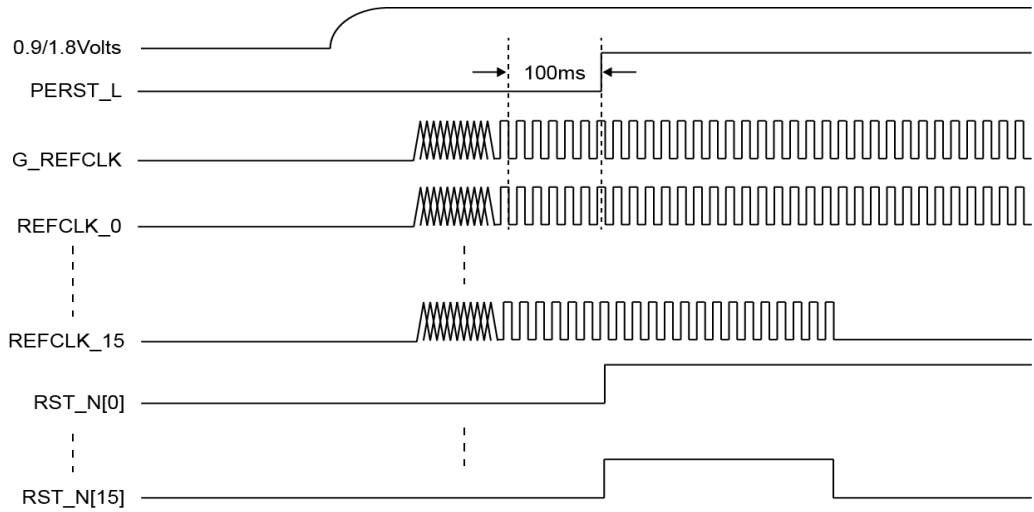 0.9/1.8Volts
100ms
PERST_L
G_REFCLK
REFCLK_0
REFCLK_15
RST_N[0]
RST_N[15]